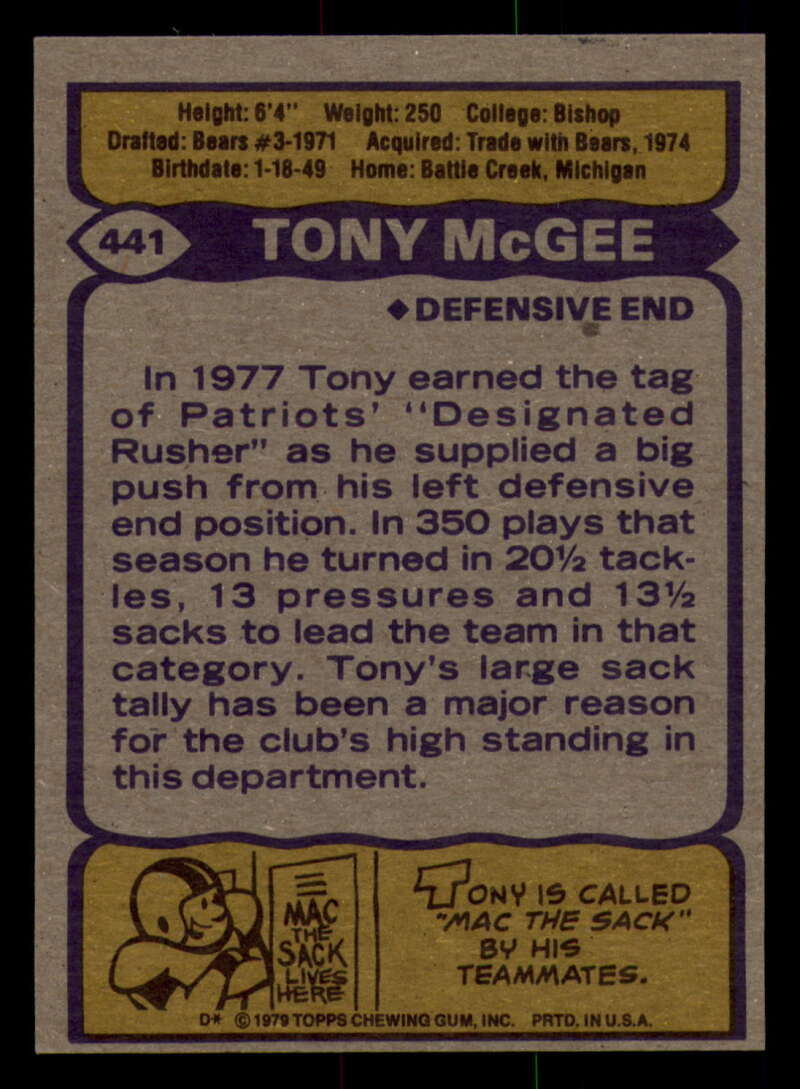 Height: 6'4" Weight: 250 College: Bishop
Drafted: Bears #3-1971 Acquired: Trade with Bears, 1974
Birthdate: 1-18-49 Home: Battle Creek, Michigan
441 TONY McGEE
◆DEFENSIVE END
In 1977 Tony earned the tag
of Patriots' "Designated
Rusher" as he supplied a big
push from his left defensive
end position. In 350 plays that
season he turned in 20½ tack-
les, 13 pressures and 13½
sacks to lead the team in that
category. Tony's large sack
tally has been a major reason
for the club's high standing in
this department.
MAC
THE
SACK
LIVES
HERE
TONY IS CALLED
"MAC THE SACK"
BY HIS
TEAMMATES.
D* © 1979 TOPPS CHEWING GUM, INC. PRTD. IN U.S.A.